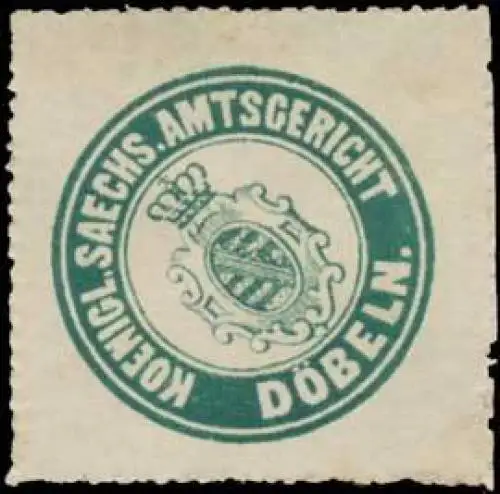 KOENIGL. SAECHS. AMTSGERICHT
DÖBELN.